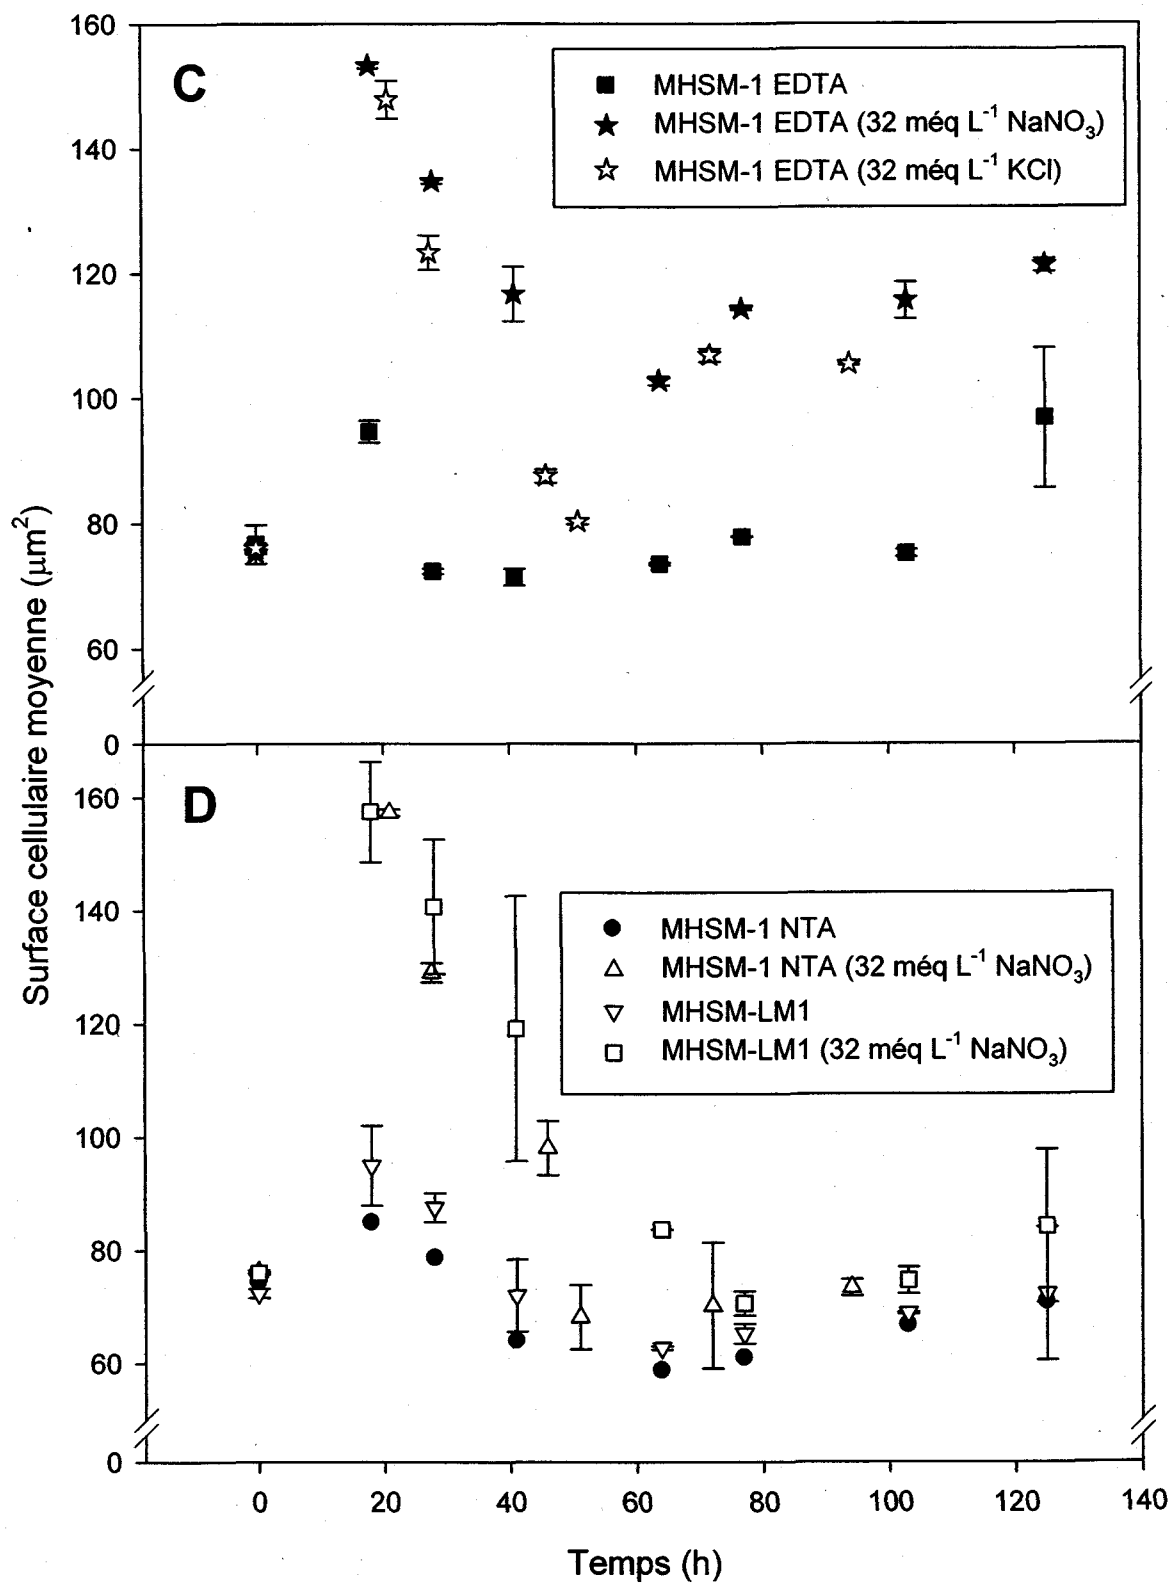 160
C
MHSM-1 EDTA
MHSM-1 EDTA (32 méq L⁻¹ NaNO₃)
MHSM-1 EDTA (32 méq L⁻¹ KCl)
140
120
100
80
60
0
Surface cellulaire moyenne (μm²)
D
160
MHSM-1 NTA
MHSM-1 NTA (32 méq L⁻¹ NaNO₃)
MHSM-LM1
MHSM-LM1 (32 méq L⁻¹ NaNO₃)
140
120
100
80
60
0
0 20 40 60 80 100 120 140
Temps (h)